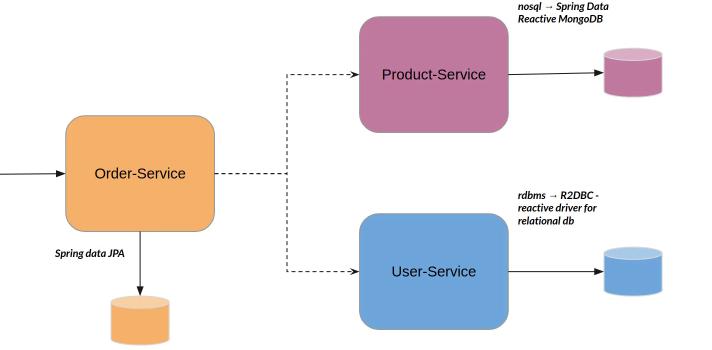 nosql → Spring Data
Reactive MongoDB
Product-Service
Order-Service
rdbms → R2DBC -
reactive driver for
relational db
Spring data JPA
User-Service